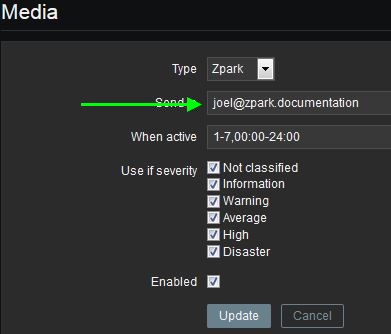 Media
Type Zpark
Send joel@zpark.documentation
When active 1-7,00:00-24:00
Use if severity Not classified
Information
Warning
Average
High
Disaster
Enabled
Update Cancel